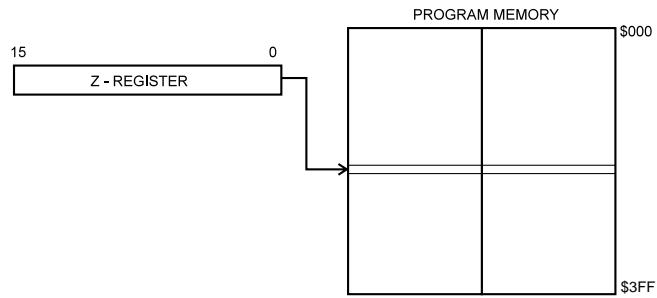 PROGRAM MEMORY
$000
15 0
Z - REGISTER
$3FF